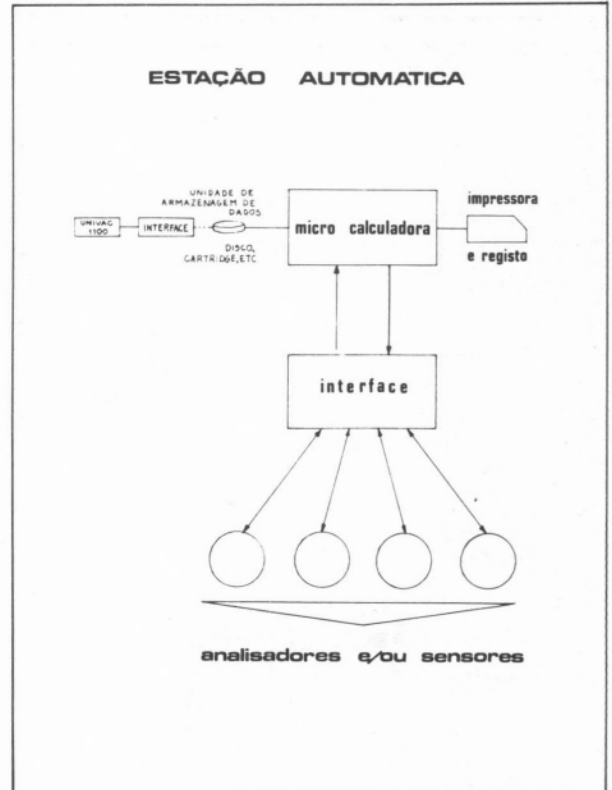 ESTAÇÃO AUTOMATICA
UNIDADE DE
ARMAZENAGEM DE
DADOS
UNIVAC
1100
INTERFACE
DISCO,
CARTRIDGE, ETC
micro calculadora
impressora
e registo
interface
analisadores e/ou sensores